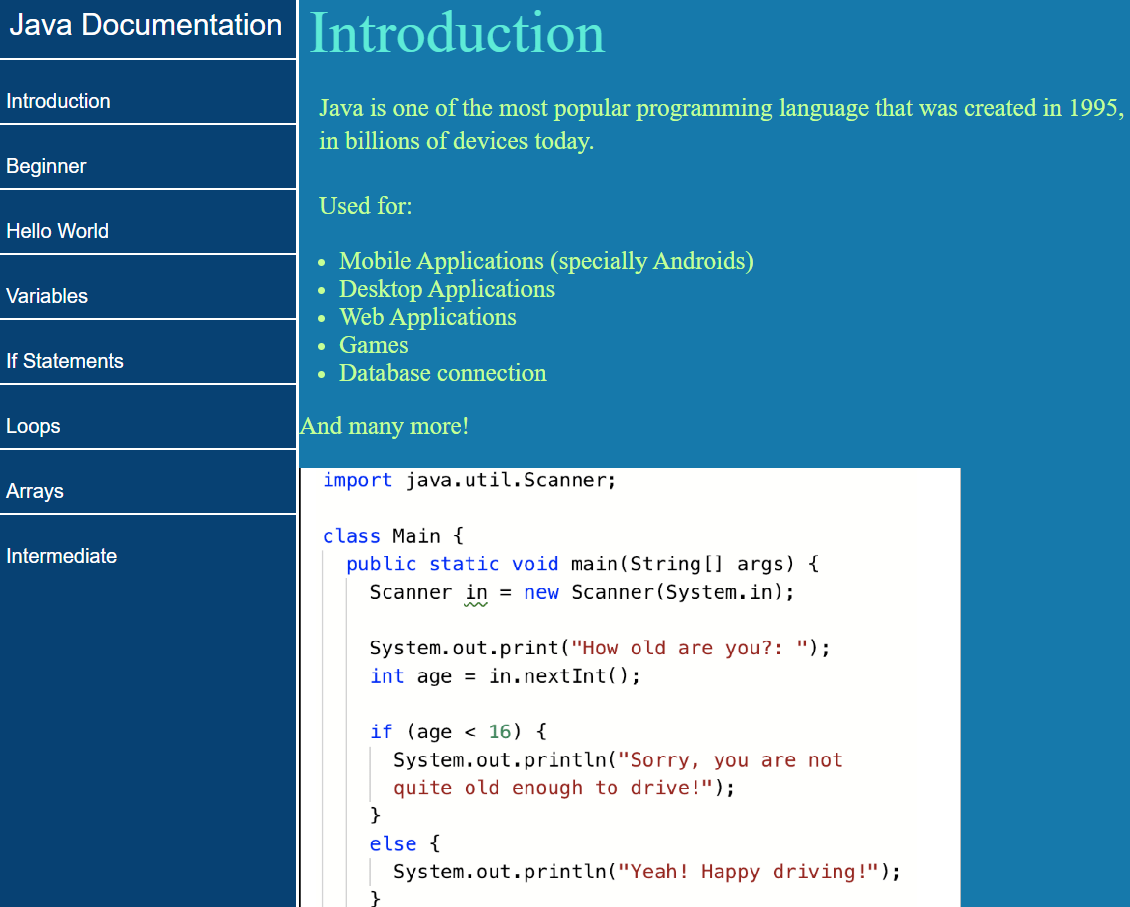 Java Documentation
Introduction
Beginner
Hello World
Variables
If Statements
Loops
Arrays
Intermediate
Introduction
Java is one of the most popular programming language that was created in 1995,
in billions of devices today.
Used for:
• Mobile Applications (specially Androids)
• Desktop Applications
• Web Applications
• Games
• Database connection
And many more!
import java.util.Scanner;
class Main {
public static void main(String[] args) {
Scanner in = new Scanner(System.in);
System.out.print("How old are you?: ");
int age = in.nextInt();
if (age < 16) {
System.out.println("Sorry, you are not
quite old enough to drive!");
}
else {
System.out.println("Yeah! Happy driving!");
}